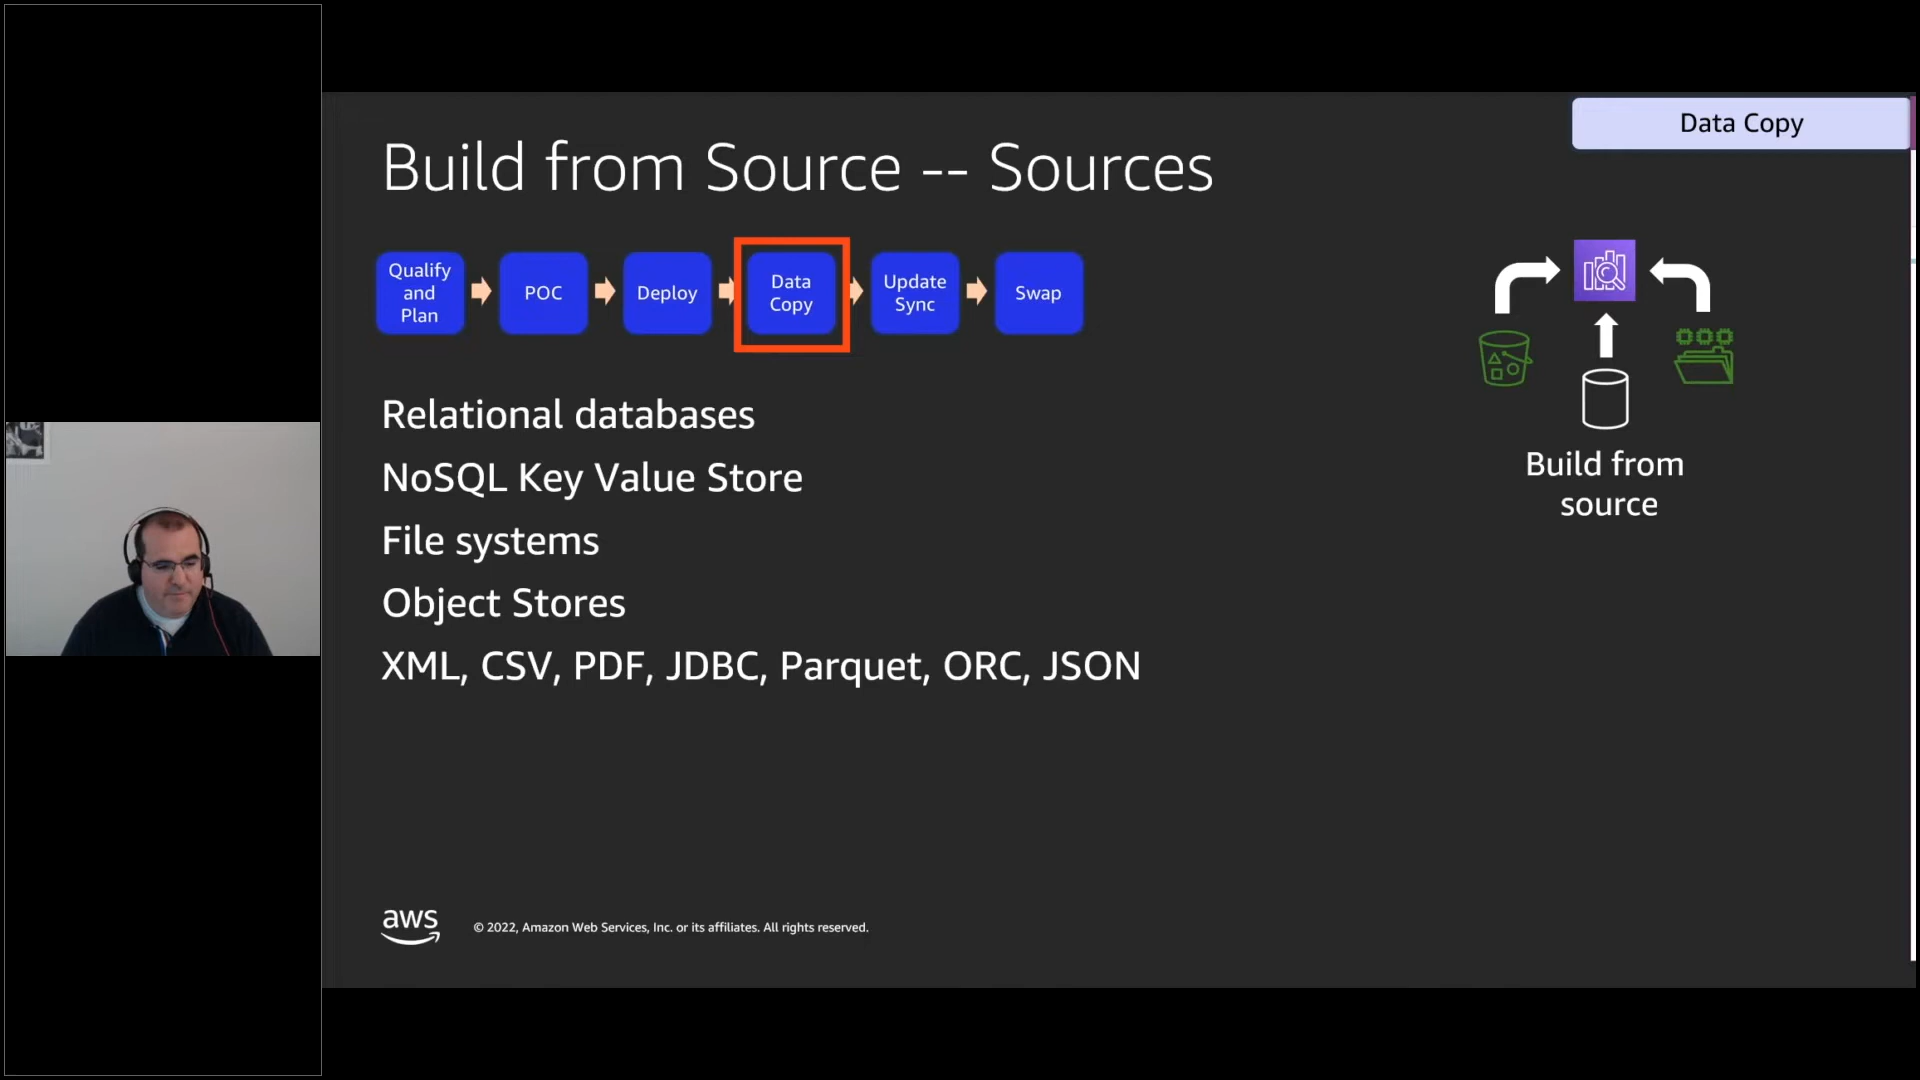 Data Copy
Build from Source -- Sources
Qualify
and
Plan
POC
Deploy
Data
Copy
Update
Sync
Swap
Relational databases
NoSQL Key Value Store
File systems
Object Stores
XML, CSV, PDF, JDBC, Parquet, ORC, JSON
Build from
source
aws
© 2022, Amazon Web Services, Inc. or its affiliates. All rights reserved.